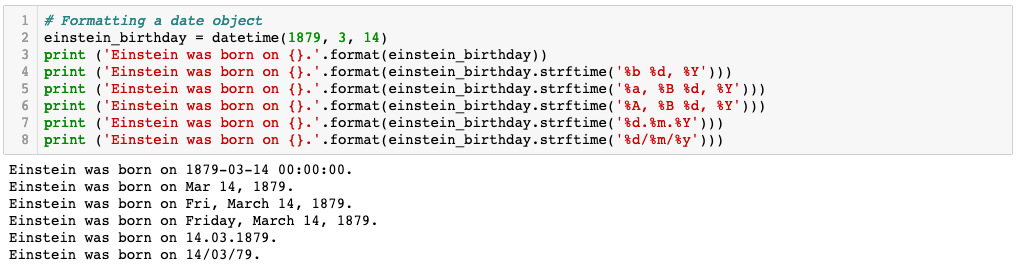 1 # Formatting a date object
2 einstein_birthday = datetime(1879, 3, 14)
3 print ('Einstein was born on {}.'.format(einstein_birthday))
4 print ('Einstein was born on {}.'.format(einstein_birthday.strftime('%b %d, %Y')))
5 print ('Einstein was born on {}.'.format(einstein_birthday.strftime('%a, %B %d, %Y')))
6 print ('Einstein was born on {}.'.format(einstein_birthday.strftime('%A, %B %d, %Y')))
7 print ('Einstein was born on {}.'.format(einstein_birthday.strftime('%d.%m.%Y')))
8 print ('Einstein was born on {}.'.format(einstein_birthday.strftime('%d/%m/%y')))
Einstein was born on 1879-03-14 00:00:00.
Einstein was born on Mar 14, 1879.
Einstein was born on Fri, March 14, 1879.
Einstein was born on Friday, March 14, 1879.
Einstein was born on 14.03.1879.
Einstein was born on 14/03/79.